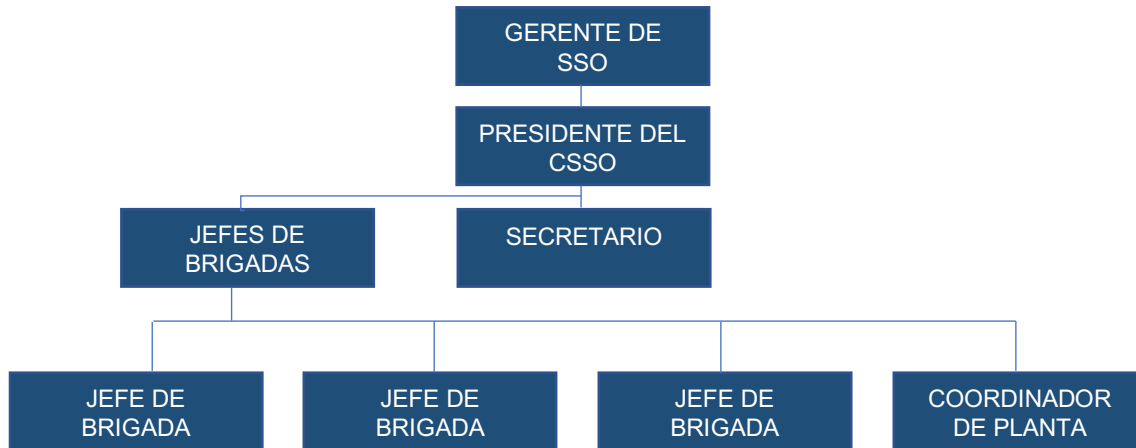 GERENTE DE
SSO
PRESIDENTE DEL
CSSO
JEFES DE
BRIGADAS
SECRETARIO
JEFE DE
BRIGADA
JEFE DE
BRIGADA
JEFE DE
BRIGADA
COORDINADOR
DE PLANTA